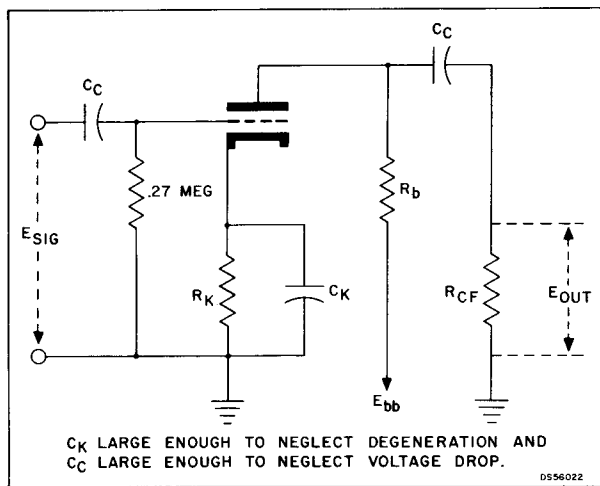 CC
CC
.27 MEG
Rb
ESIG
RK
CK
RCF
EOUT
Ebb
CK LARGE ENOUGH TO NEGLECT DEGENERATION AND
CC LARGE ENOUGH TO NEGLECT VOLTAGE DROP.
DS56022